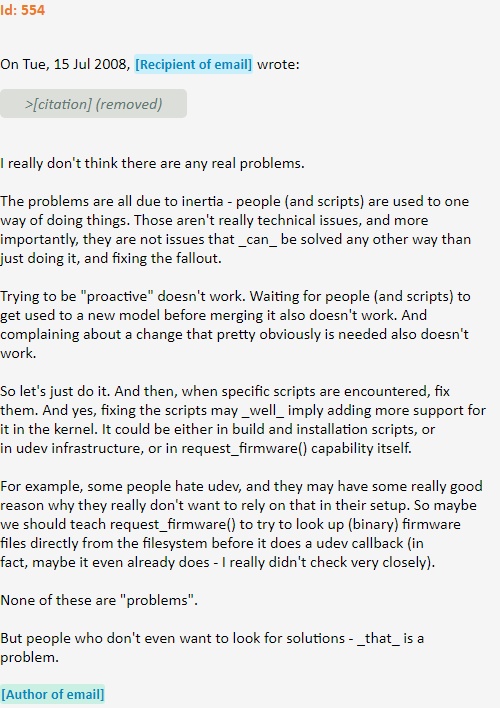 Id: 554
On Tue, 15 Jul 2008, [Recipient of email] wrote:
>[citation] (removed)
I really don't think there are any real problems.
The problems are all due to inertia - people (and scripts) are used to one
way of doing things. Those aren't really technical issues, and more
importantly, they are not issues that _can_ be solved any other way than
just doing it, and fixing the fallout.
Trying to be "proactive" doesn't work. Waiting for people (and scripts) to
get used to a new model before merging it also doesn't work. And
complaining about a change that pretty obviously is needed also doesn't
work.
So let's just do it. And then, when specific scripts are encountered, fix
them. And yes, fixing the scripts may _well_ imply adding more support for
it in the kernel. It could be either in build and installation scripts, or
in udev infrastructure, or in request_firmware() capability itself.
For example, some people hate udev, and they may have some really good
reason why they really don't want to rely on that in their setup. So maybe
we should teach request_firmware() to try to look up (binary) firmware
files directly from the filesystem before it does a udev callback (in
fact, maybe it even already does - I really didn't check very closely).
None of these are "problems".
But people who don't even want to look for solutions - _that_ is a
problem.
[Author of email]